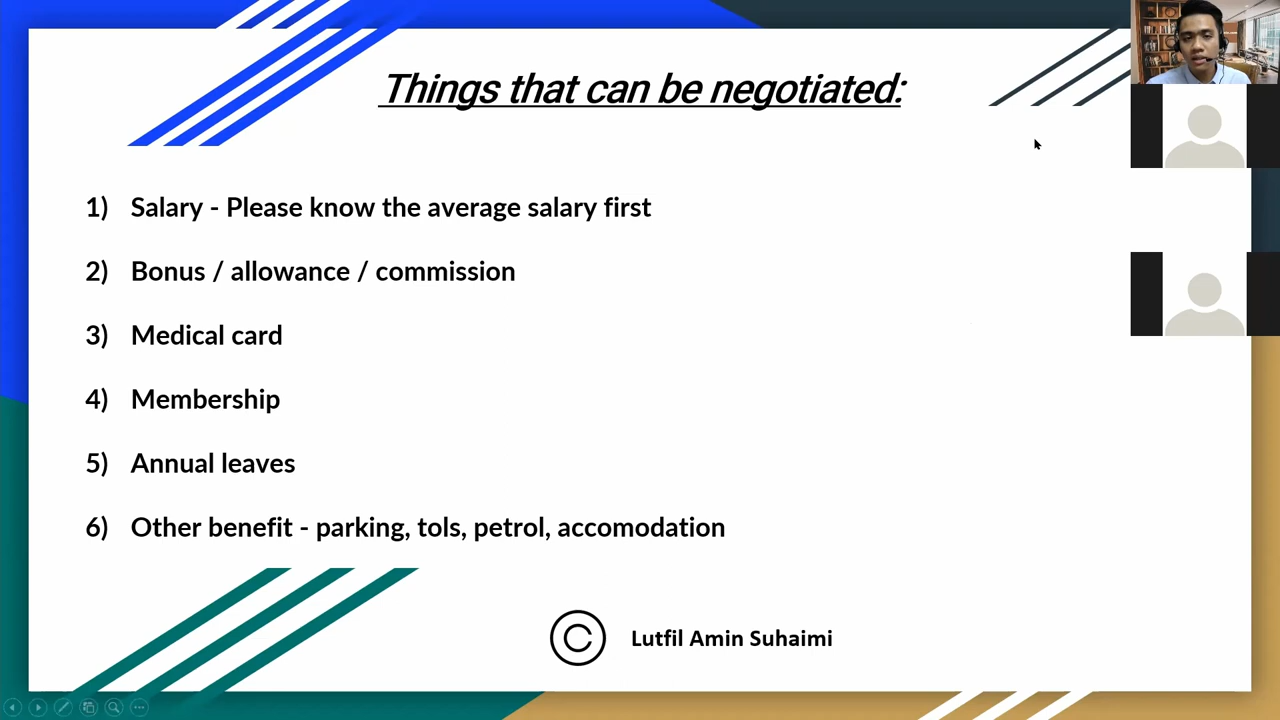 Things that can be negotiated:
1) Salary - Please know the average salary first
2) Bonus / allowance / commission
3) Medical card
4) Membership
5) Annual leaves
6) Other benefit - parking, tols, petrol, accomodation
© Lutfil Amin Suhaimi